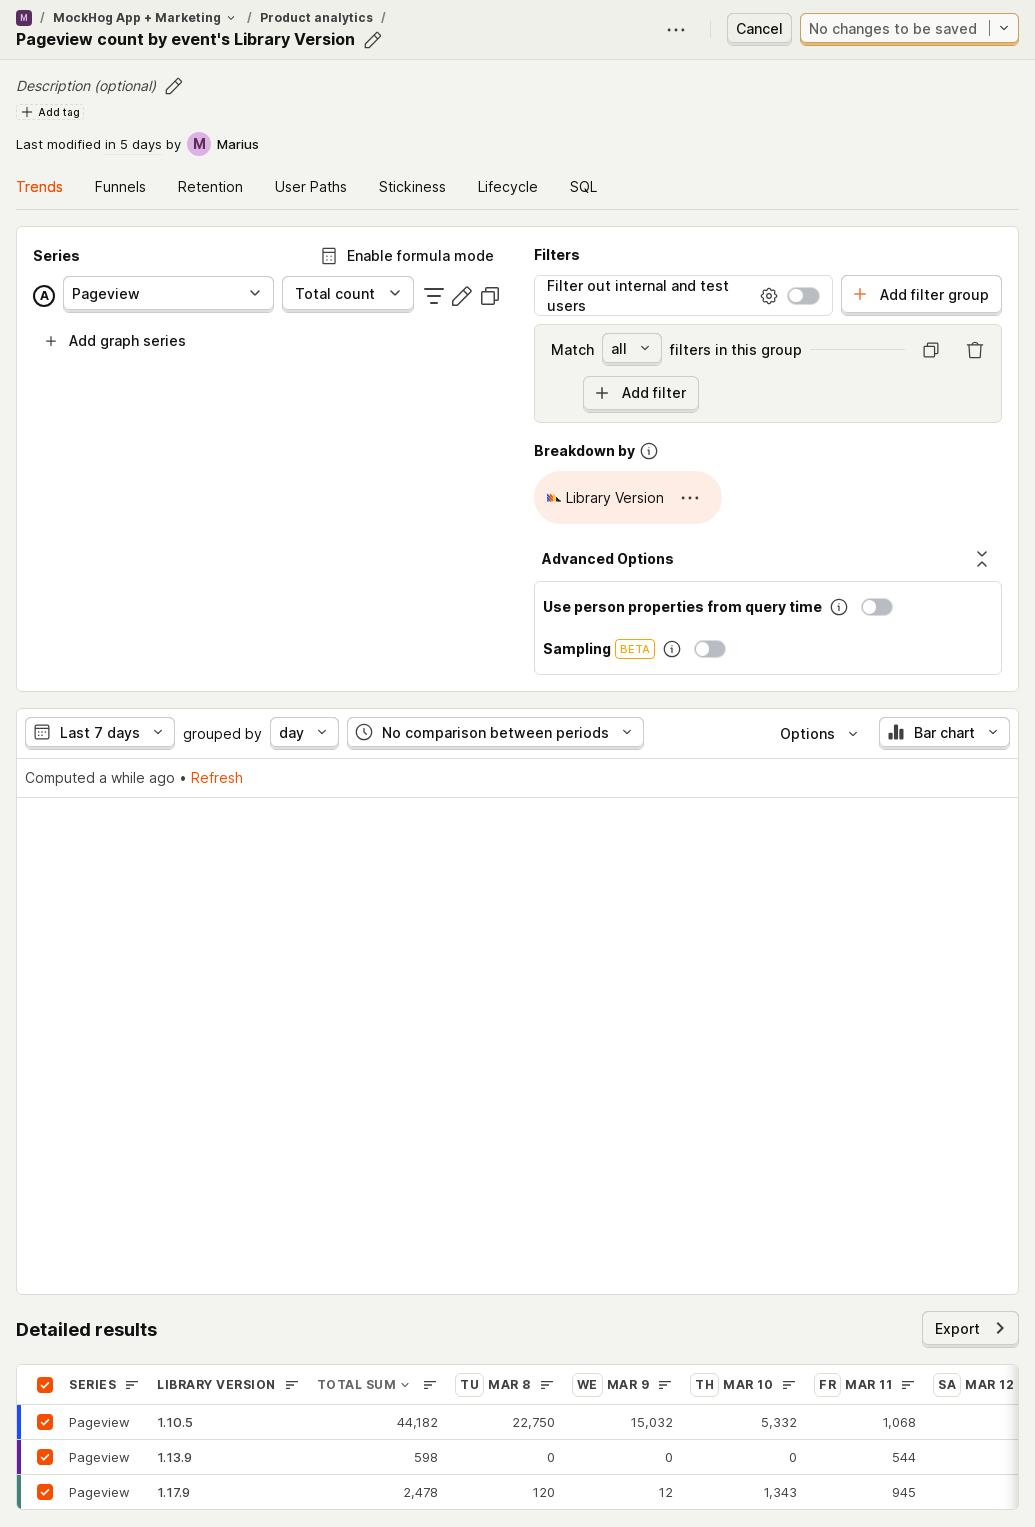 M / MockHog App + Marketing / Product analytics /
Pageview count by event's Library Version
Cancel
No changes to be saved
Description (optional)
Add tag
Last modified in 5 days by M Marius
Trends Funnels Retention User Paths Stickiness Lifecycle SQL
Series
Enable formula mode
A Pageview Total count
Add graph series
Filters
Filter out internal and test
users
Add filter group
Match all filters in this group
Add filter
Breakdown by
Library Version
Advanced Options
Use person properties from query time
Sampling BETA
Last 7 days grouped by day No comparison between periods Options Bar chart
Computed a while ago • Refresh
Detailed results
Export
SERIES LIBRARY VERSION TOTAL SUM TU MAR 8 WE MAR 9 TH MAR 10 FR MAR 11 SA MAR 12
Pageview 1.10.5 44,182 22,750 15,032 5,332 1,068
Pageview 1.13.9 598 0 0 0 544
Pageview 1.17.9 2,478 120 12 1,343 945